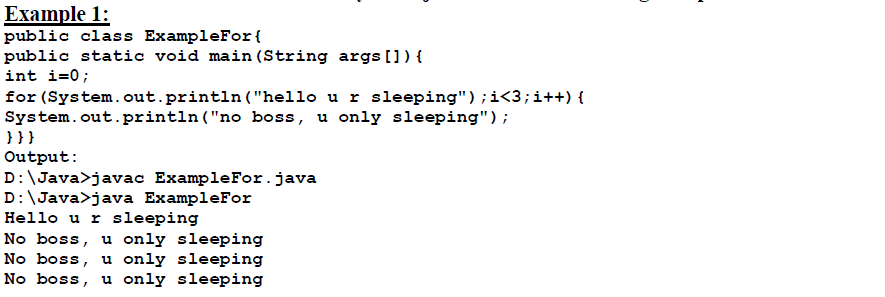 Example 1:
public class ExampleFor{
public static void main(String args[]){
int i=0;
for(System.out.println("hello u r sleeping");i<3;i++){
System.out.println("no boss, u only sleeping");
}}}
Output:
D:\Java>javac ExampleFor.java
D:\Java>java ExampleFor
Hello u r sleeping
No boss, u only sleeping
No boss, u only sleeping
No boss, u only sleeping